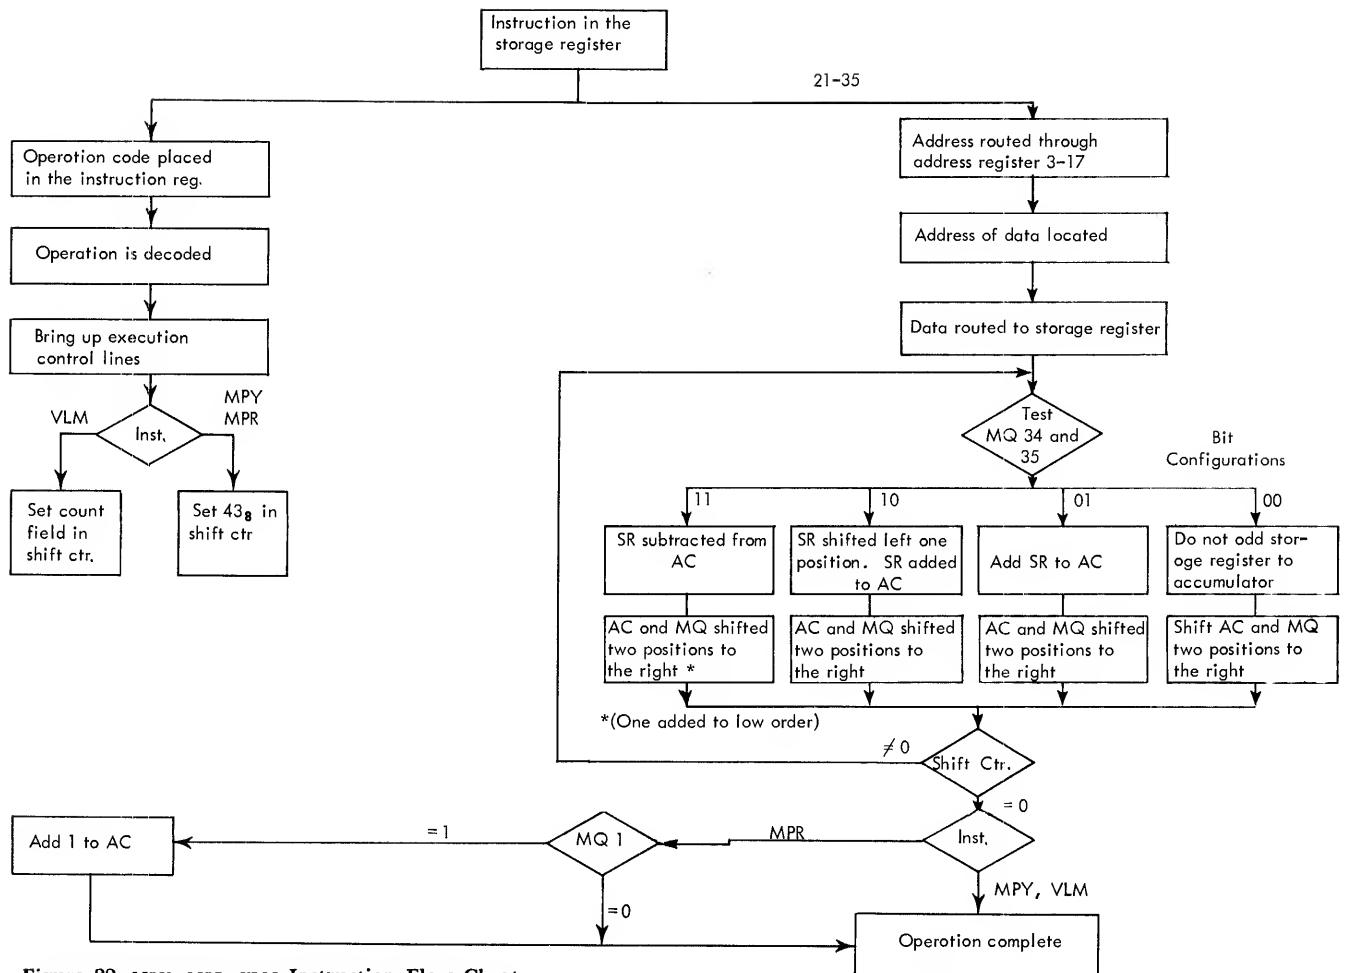 Instruction in the
storage register
21-35
Operotion code placed
in the instruction reg.
Operation is decoded
Bring up execution
control lines
VLM
MPY
MPR
Inst.
Set count
field in
shift ctr.
Set 43₈ in
shift ctr
Address routed through
address register 3-17
Address of data located
Data routed to storage register
Test
MQ 34 and
35
Bit
Configurations
11
10
01
00
SR subtracted from
AC
SR shifted left one
position. SR added
to AC
Add SR to AC
Do not odd stor-
oge register to
accumulator
AC ond MQ shifted
two positions to
the right *
AC and MQ shifted
two positions to
the right
AC and MQ shifted
two positions to
the right
Shift AC and MQ
two positions to
the right
*(One added to low order)
≠ 0
Shift Ctr.
= 0
Inst.
MPR
MQ 1
= 1
Add 1 to AC
=0
MPY, VLM
Operotion complete
Instruction Flow Chart